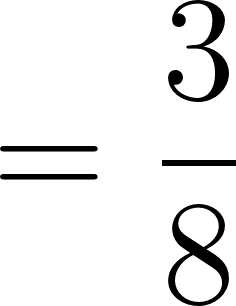 = 3/8